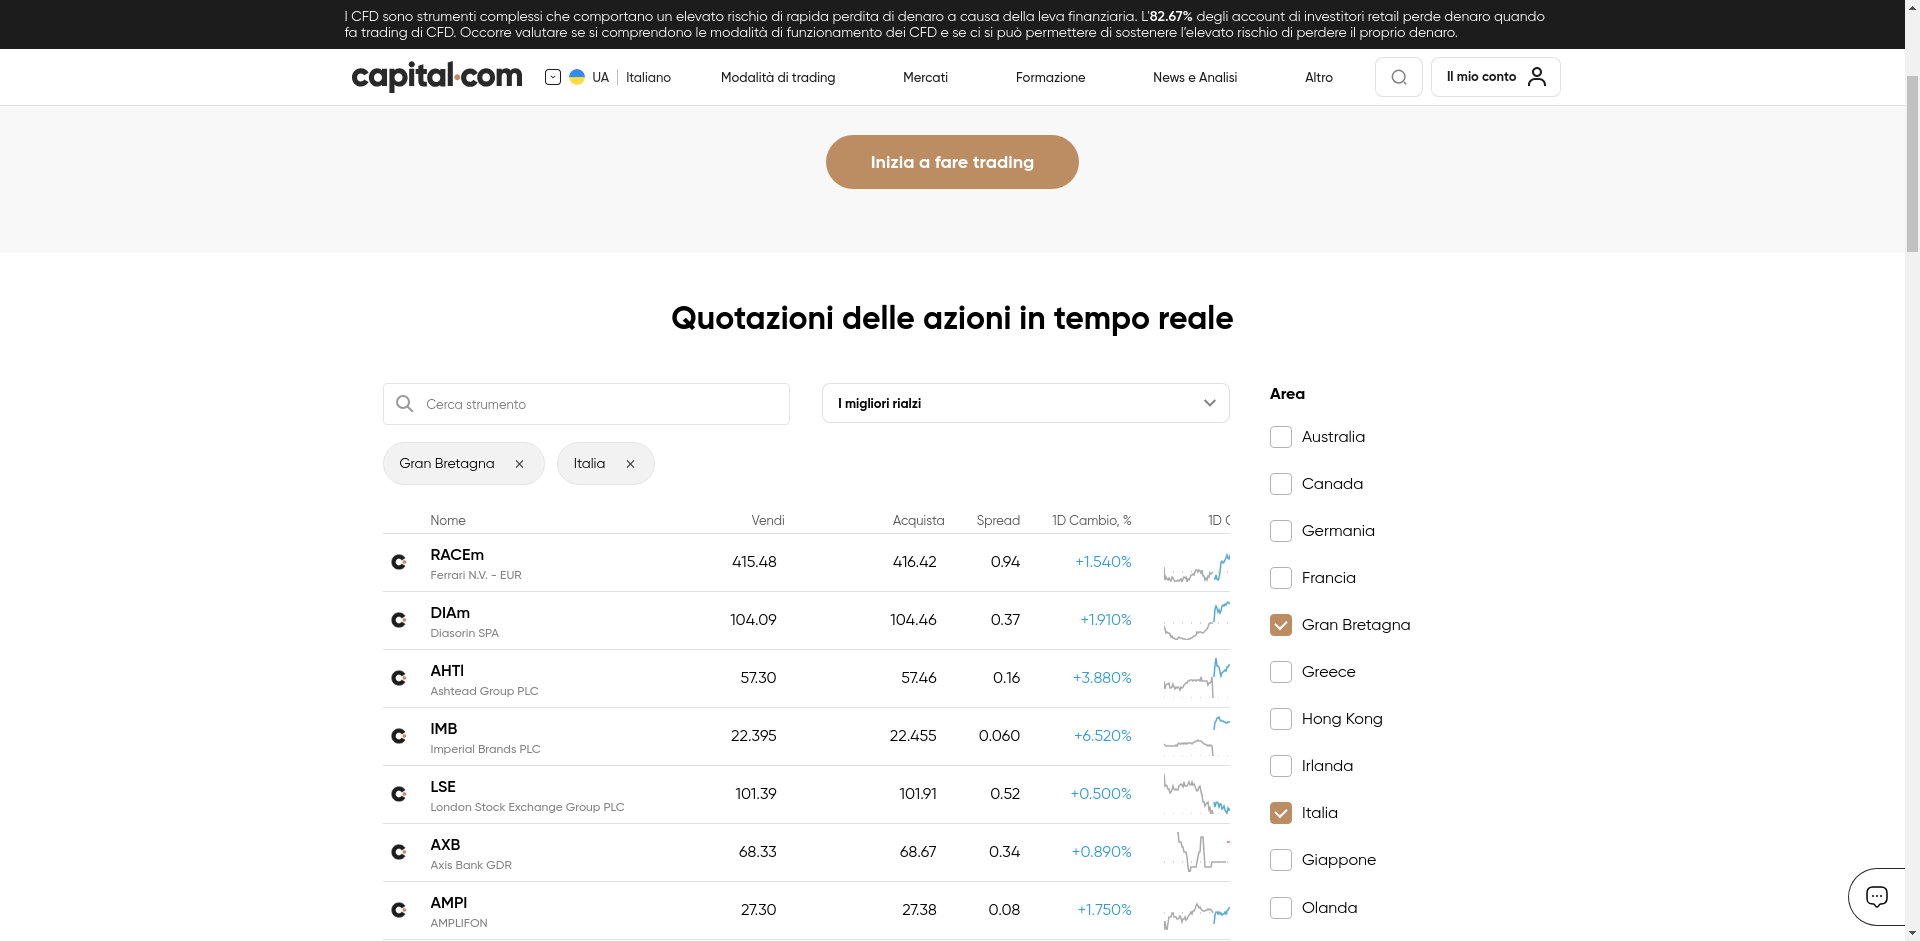 I CFD sono strumenti complessi che comportano un elevato rischio di rapida perdita di denaro a causa della leva finanziaria. L'82.67% degli account di investitori retail perde denaro quando
fa trading di CFD. Occorre valutare se si comprendono le modalità di funzionamento dei CFD e se ci si può permettere di sostenere l'elevato rischio di perdere il proprio denaro.
capital.com UA Italiano Modalità di trading Mercati Formazione News e Analisi Altro Il mio conto
Inizia a fare trading
Quotazioni delle azioni in tempo reale
Cerca strumento
I migliori rialzi
Gran Bretagna
Italia
Nome Vendi Acquista Spread 1D Cambio, % 1D
RACEm 415.48 416.42 0.94 +1.540%
Ferrari N.V. - EUR
DIAm 104.09 104.46 0.37 +1.910%
Diasorin SPA
AHTl 57.30 57.46 0.16 +3.880%
Ashtead Group PLC
IMB 22.395 22.455 0.060 +6.520%
Imperial Brands PLC
LSE 101.39 101.91 0.52 +0.500%
London Stock Exchange Group PLC
AXB 68.33 68.67 0.34 +0.890%
Axis Bank GDR
AMPl 27.30 27.38 0.08 +1.750%
AMPLIFON
Area
Australia
Canada
Germania
Francia
Gran Bretagna
Greece
Hong Kong
Irlanda
Italia
Giappone
Olanda